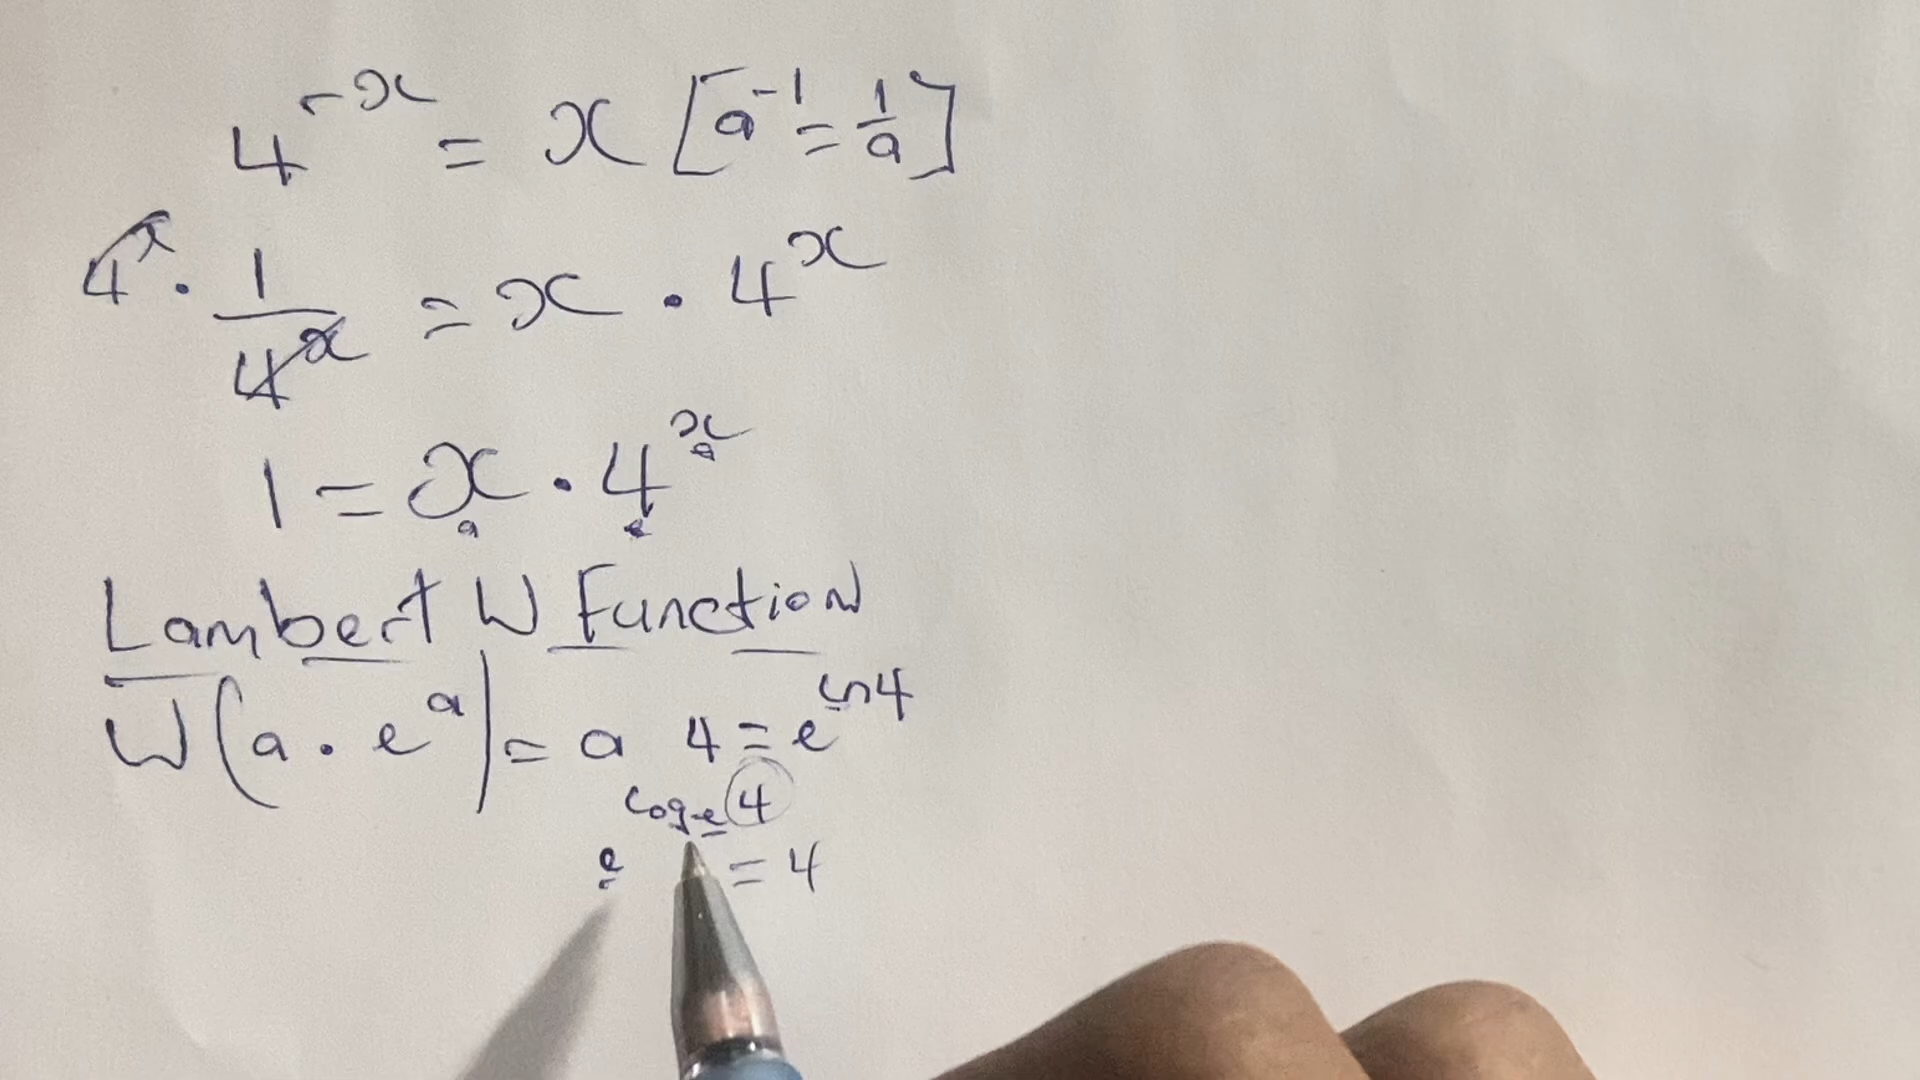 4^-x = x [a^-1 = 1/a]
4^x · 1/4^x = x · 4^x
1 = x · 4^x
a e a
Lambert W Function
W(a · e^a) = a 4 = e^ln4
e^log_e 4 = 4